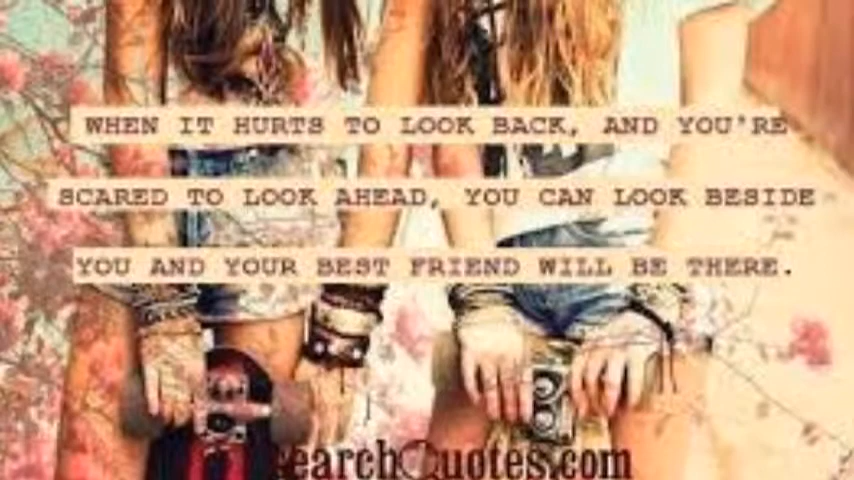 WHEN IT HURTS TO LOOK BACK, AND YOU'RE
SCARED TO LOOK AHEAD, YOU CAN LOOK BESIDE
YOU AND YOUR BEST FRIEND WILL BE THERE.
searchQuotes.com